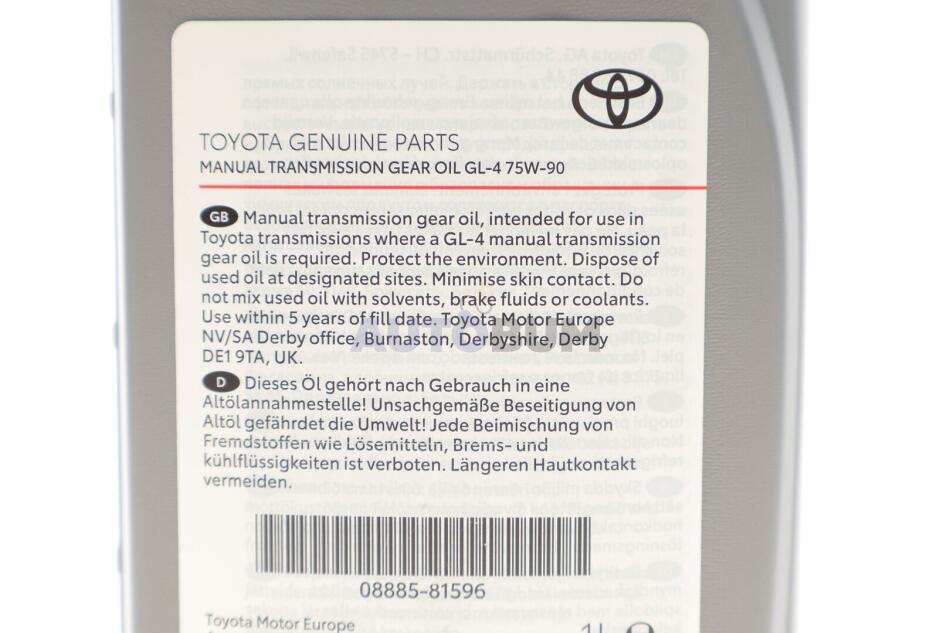 TOYOTA GENUINE PARTS
MANUAL TRANSMISSION GEAR OIL GL-4 75W-90
GB Manual transmission gear oil, intended for use in
Toyota transmissions where a GL-4 manual transmission
gear oil is required. Protect the environment. Dispose of
used oil at designated sites. Minimise skin contact. Do
not mix used oil with solvents, brake fluids or coolants.
Use within 5 years of fill date. Toyota Motor Europe
NV/SA Derby office, Burnaston, Derbyshire, Derby
AUTOBUM
DE1 9TA, UK.
D Dieses Öl gehört nach Gebrauch in eine
Altölannahmestelle! Unsachgemäße Beseitigung von
Altöl gefährdet die Umwelt! Jede Beimischung von
Fremdstoffen wie Lösemitteln, Brems- und
kühlflüssigkeiten ist verboten. Längeren Hautkontakt
vermeiden.
08885-81596
Toyota Motor Europe
1L